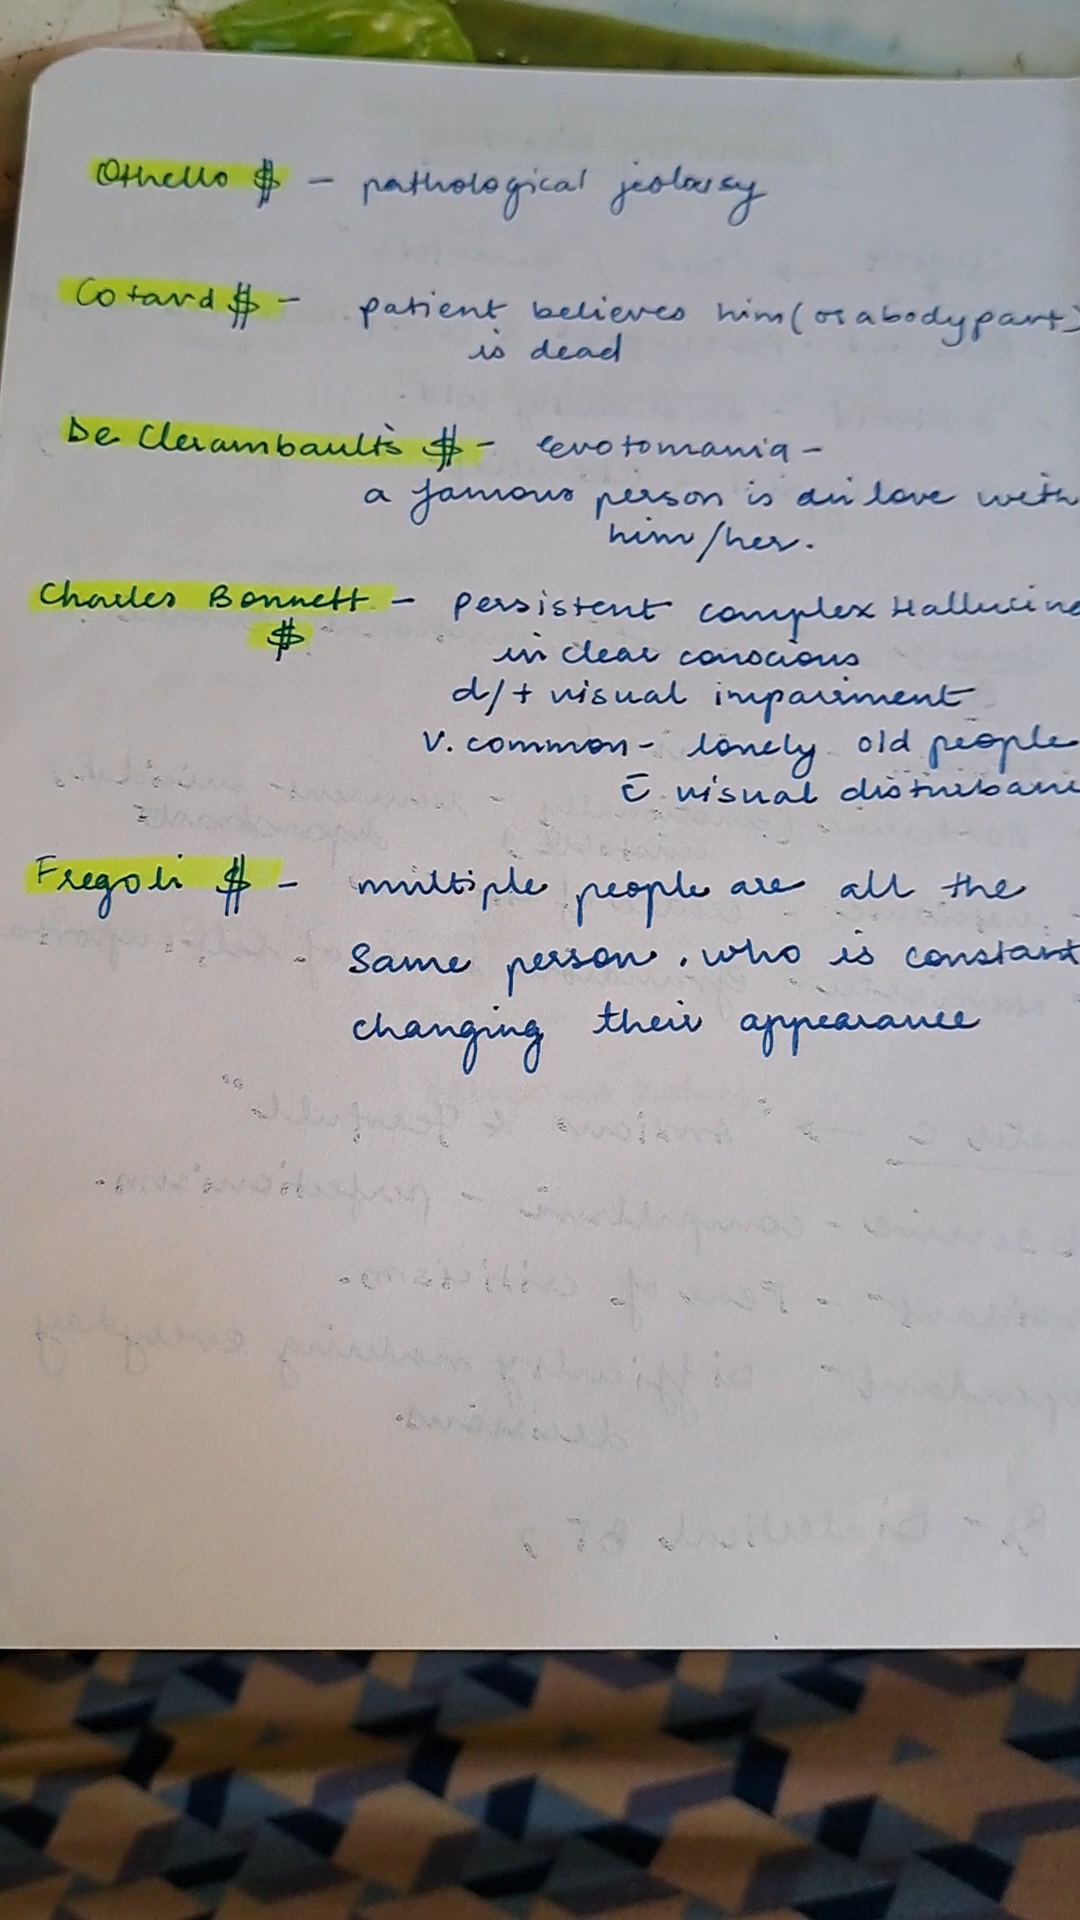 Othello $ - pathological jealousy
Cotard $ - patient believes him (or a body part)
is dead
De Clerambault's $ - Erotomania -
a famous person is in love with
him/her.
Charles Bonnett - persistent complex Hallucina
$ in clear conscious
d/t visual impairment
V. common - lonely old people
c̄ visual disturbanc
Fregoli $ - multiple people are all the
same person. who is constant
changing their appearance